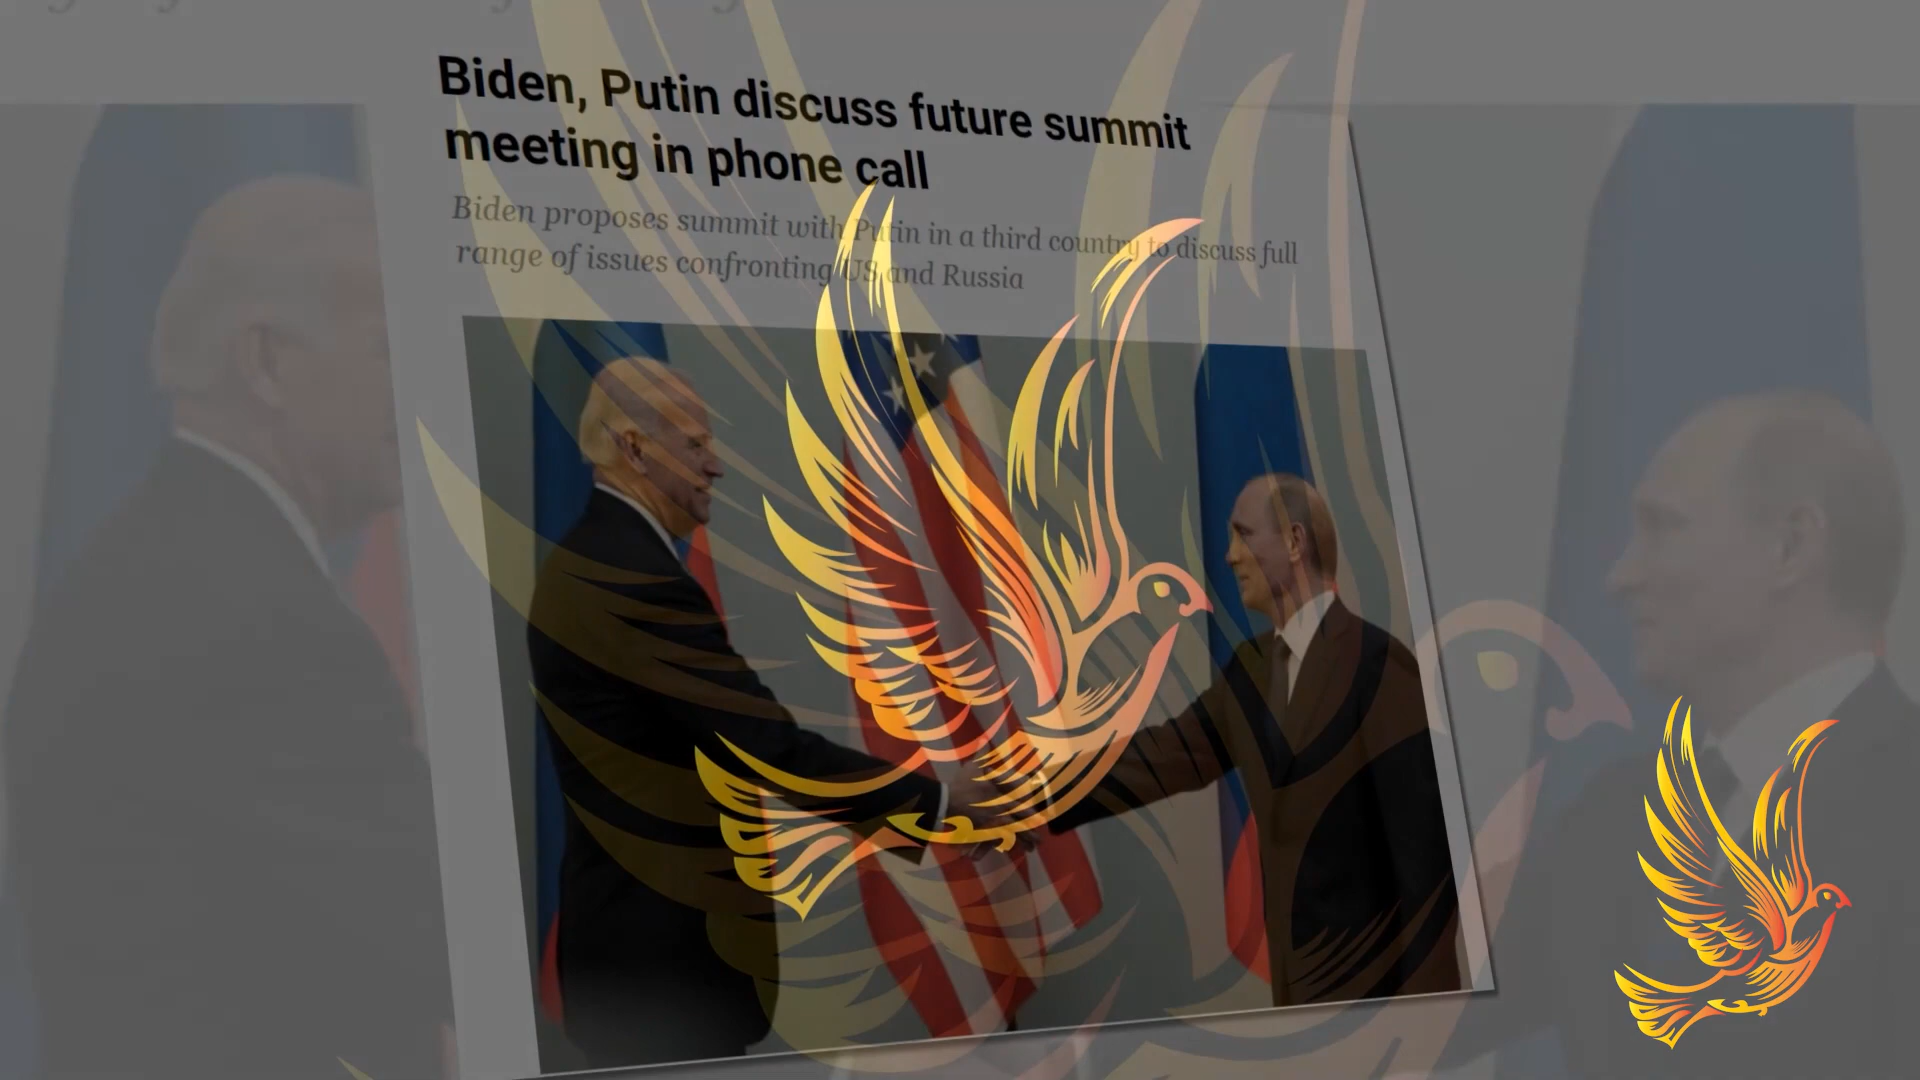 Biden, Putin discuss future summit
meeting in phone call
Biden proposes summit with Putin in a third country to discuss full
range of issues confronting US and Russia